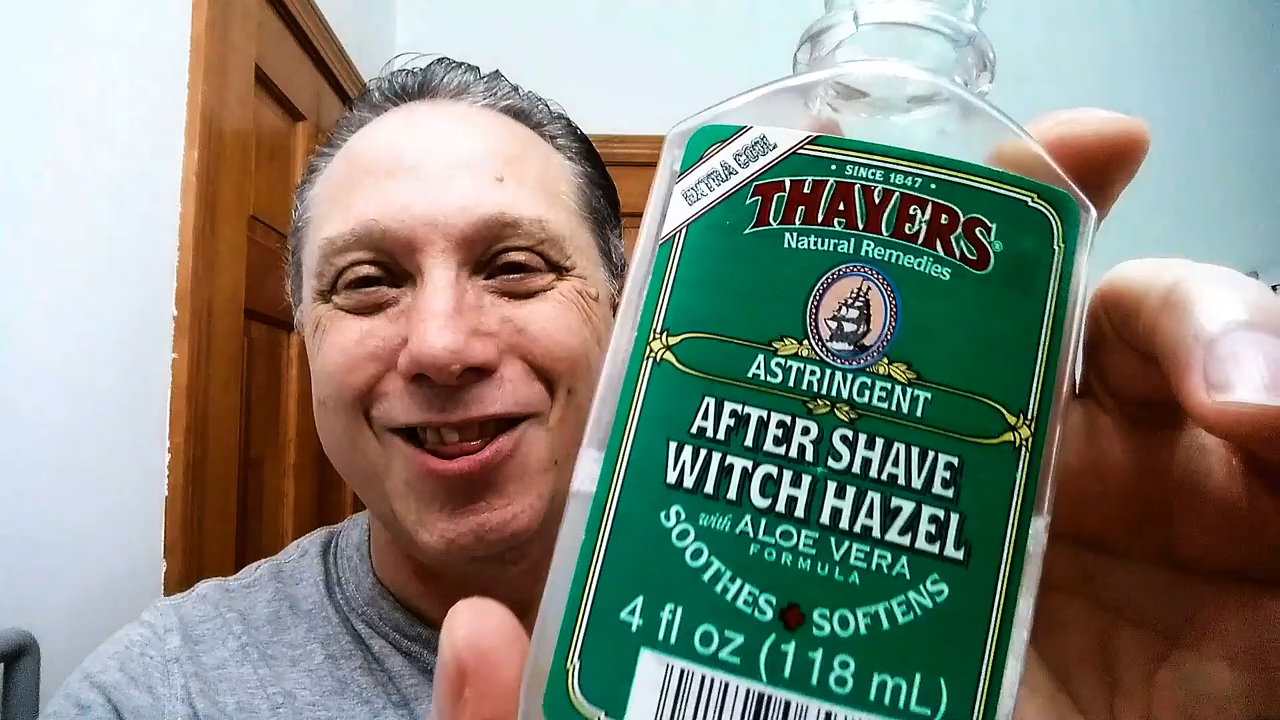 EXTRA COOL
• SINCE 1847 •
THAYERS®
Natural Remedies
ASTRINGENT
AFTER SHAVE
WITCH HAZEL
with ALOE VERA
FORMULA
SOOTHES + SOFTENS
4 fl oz (118 mL)